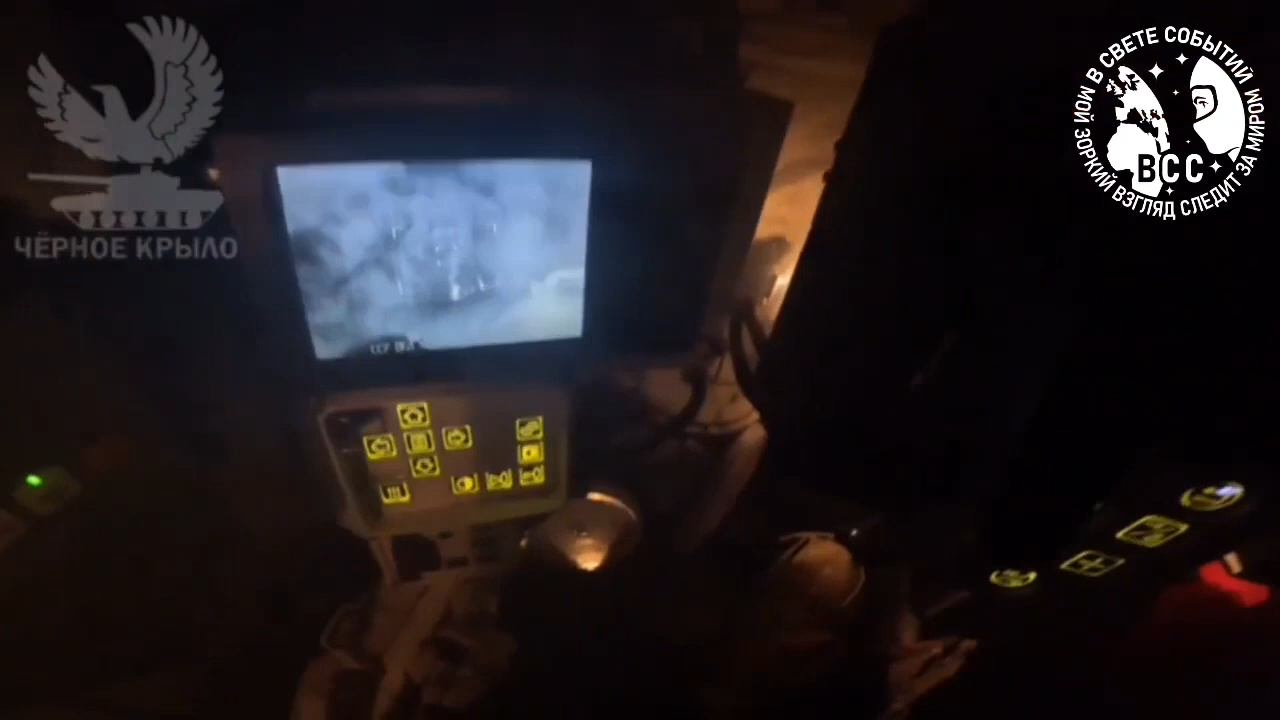 ЧЁРНОЕ КРЫЛО
МОЙ ЗОРКИЙ ВЗГЛЯД СЛЕДИТ ЗА МИРОМ В СВЕТЕ СОБЫТИЙ
ВСС